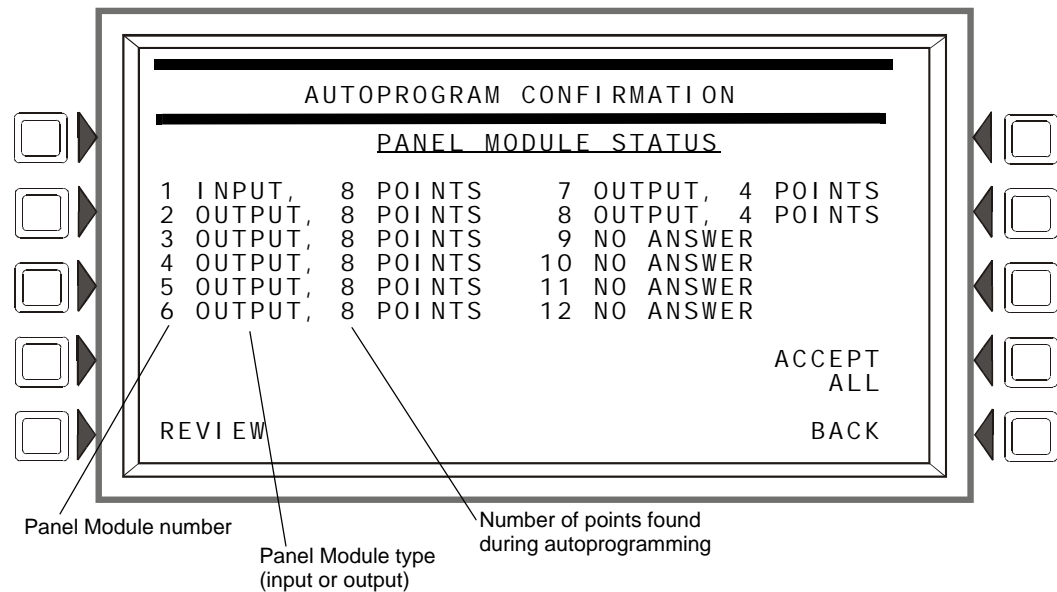 AUTOPROGRAM CONFIRMATION
PANEL MODULE STATUS
1 INPUT, 8 POINTS 7 OUTPUT, 4 POINTS
2 OUTPUT, 8 POINTS 8 OUTPUT, 4 POINTS
3 OUTPUT, 8 POINTS 9 NO ANSWER
4 OUTPUT, 8 POINTS 10 NO ANSWER
5 OUTPUT, 8 POINTS 11 NO ANSWER
6 OUTPUT, 8 POINTS 12 NO ANSWER
ACCEPT
ALL
REVIEW BACK
Panel Module number
Panel Module type
(input or output)
Number of points found
during autoprogramming